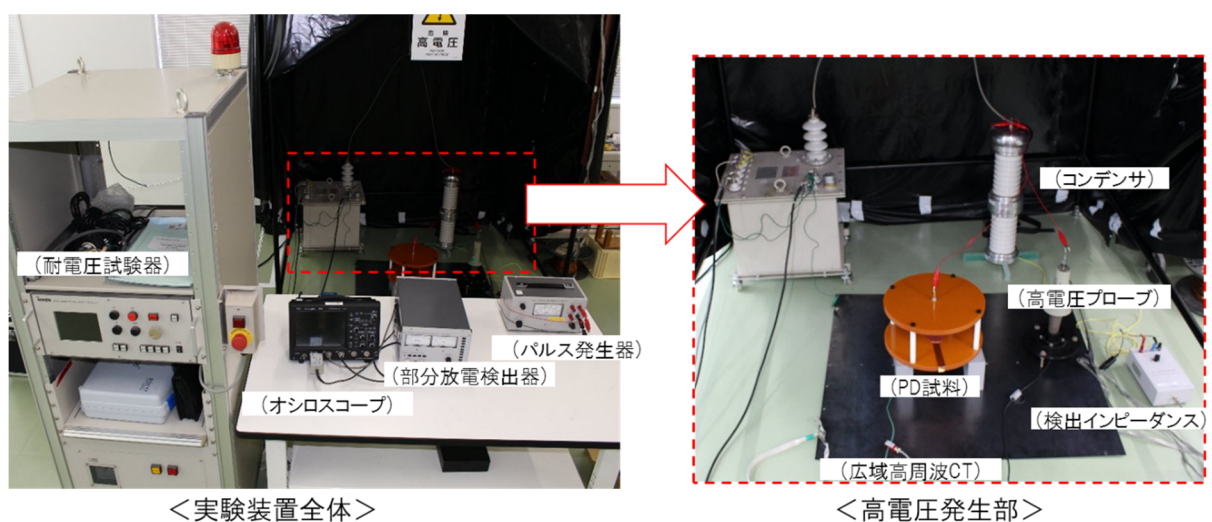 危険
高電圧
(耐電圧試験器)
(パルス発生器)
(部分放電検出器)
(オシロスコープ)
<実験装置全体>
(コンデンサ)
(高電圧プローブ)
(PD試料)
(検出インピーダンス)
(広域高周波CT)
<高電圧発生部>